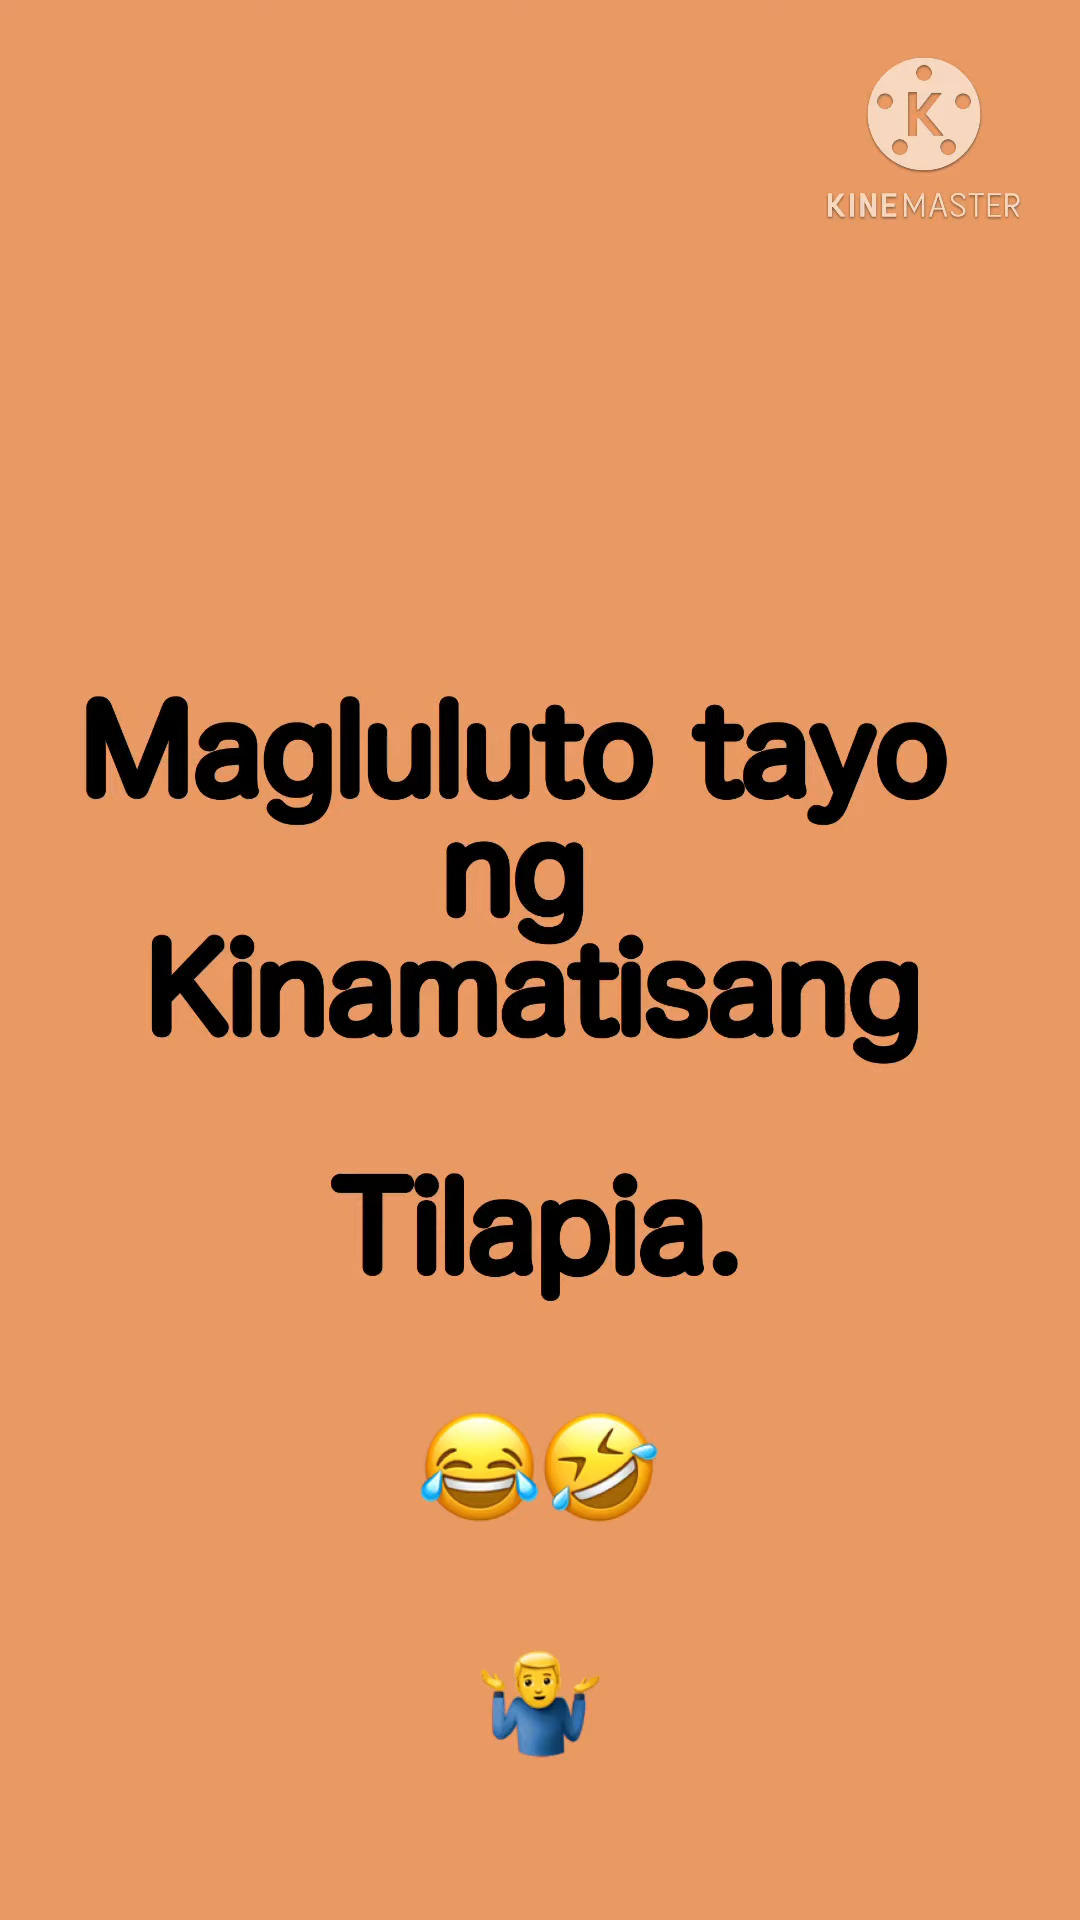 K
KINEMASTER
Magluluto tayo
ng
Kinamatisang
Tilapia.
😂🤣
🤷‍♂️